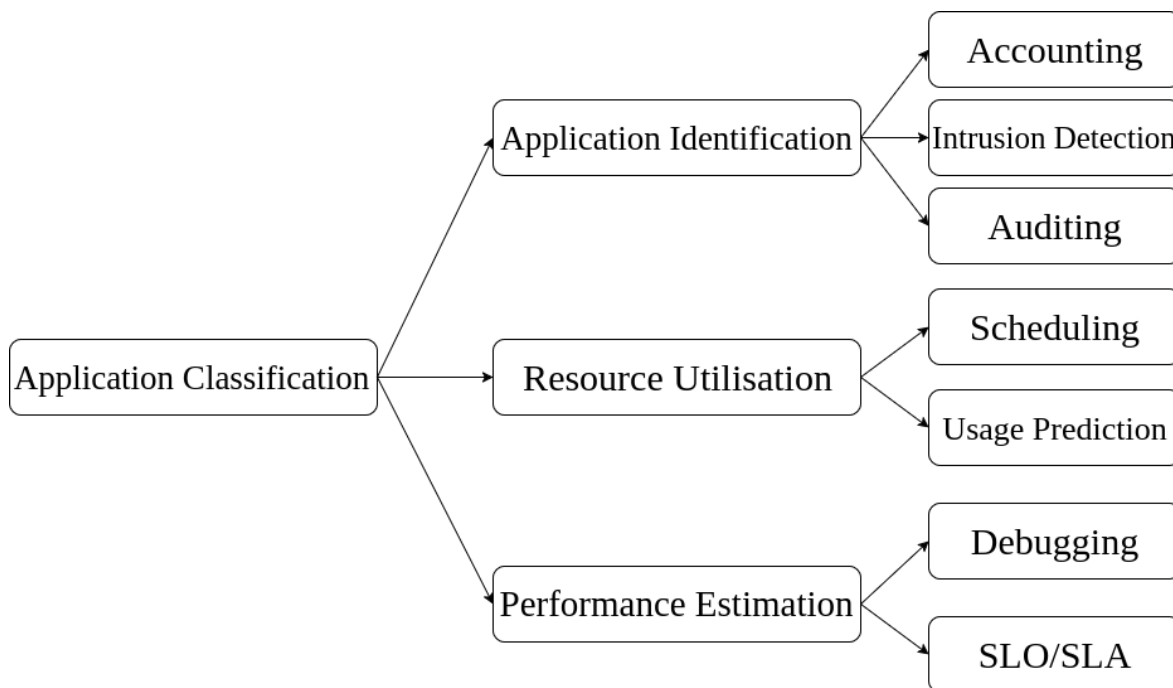 Application Classification
Application Identification
Accounting
Intrusion Detection
Auditing
Resource Utilisation
Scheduling
Usage Prediction
Performance Estimation
Debugging
SLO/SLA